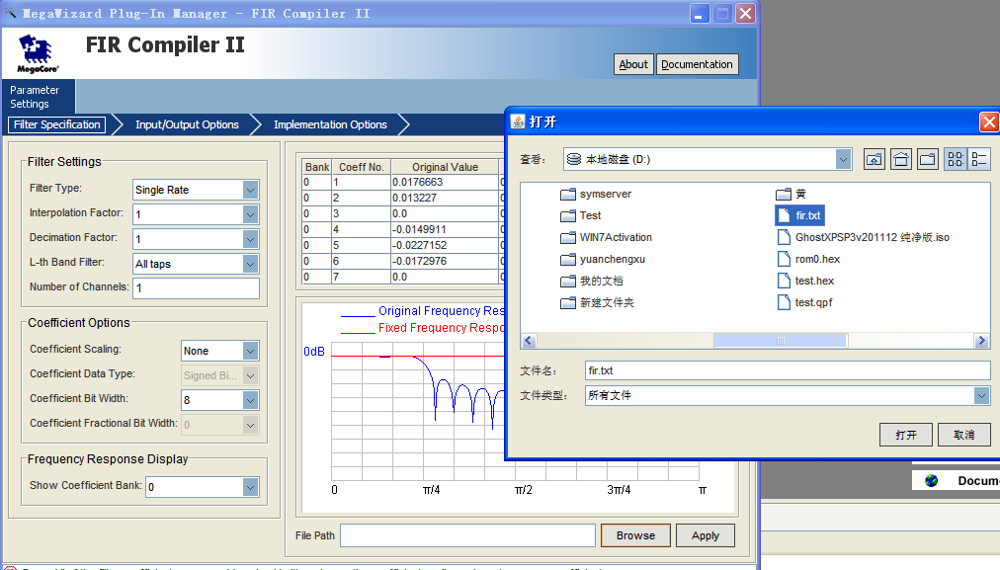 MegaWizard Plug-In Manager - FIR Compiler II
MegaCore®
FIR Compiler II
About
Documentation
Parameter
Settings
Filter Specification
Input/Output Options
Implementation Options
Filter Settings
Filter Type:
Single Rate
Interpolation Factor:
1
Decimation Factor:
1
L-th Band Filter:
All taps
Number of Channels:
1
Coefficient Options
Coefficient Scaling:
None
Coefficient Data Type:
Signed Bi...
Coefficient Bit Width:
8
Coefficient Fractional Bit Width:
0
Frequency Response Display
Show Coefficient Bank:
0
Bank Coeff No. Original Value
0 1 0.0176663
0 2 0.013227
0 3 0.0
0 4 -0.0149911
0 5 -0.0227152
0 6 -0.0172976
0 7 0.0
Original Frequency Res
Fixed Frequency Respo
0dB
0 π/4 π/2 3π/4 π
File Path
Browse
Apply
打开
查看:
本地磁盘 (D:)
symserver
Test
WIN7Activation
yuanchengxu
我的文档
新建文件夹
黄
fir.txt
GhostXPSP3v201112 纯净版.iso
rom0.hex
test.hex
test.qpf
文件名:
fir.txt
文件类型:
所有文件
打开
取消
Docume